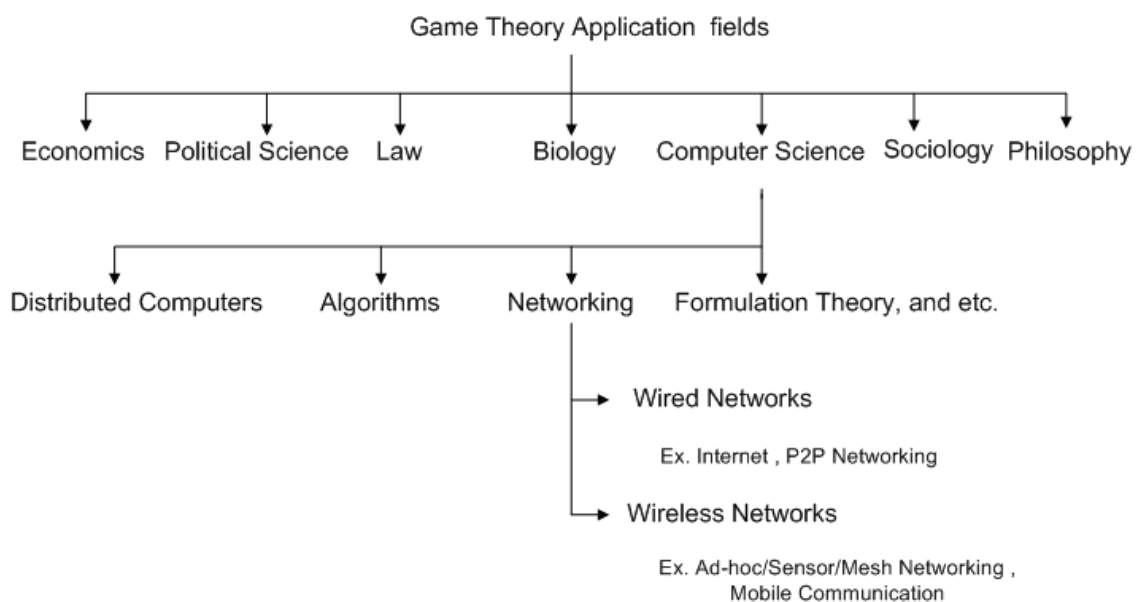 Game Theory Application fields
Economics Political Science Law Biology Computer Science Sociology Philosophy
Distributed Computers Algorithms Networking Formulation Theory, and etc.
Wired Networks
Ex. Internet , P2P Networking
Wireless Networks
Ex. Ad-hoc/Sensor/Mesh Networking ,
Mobile Communication